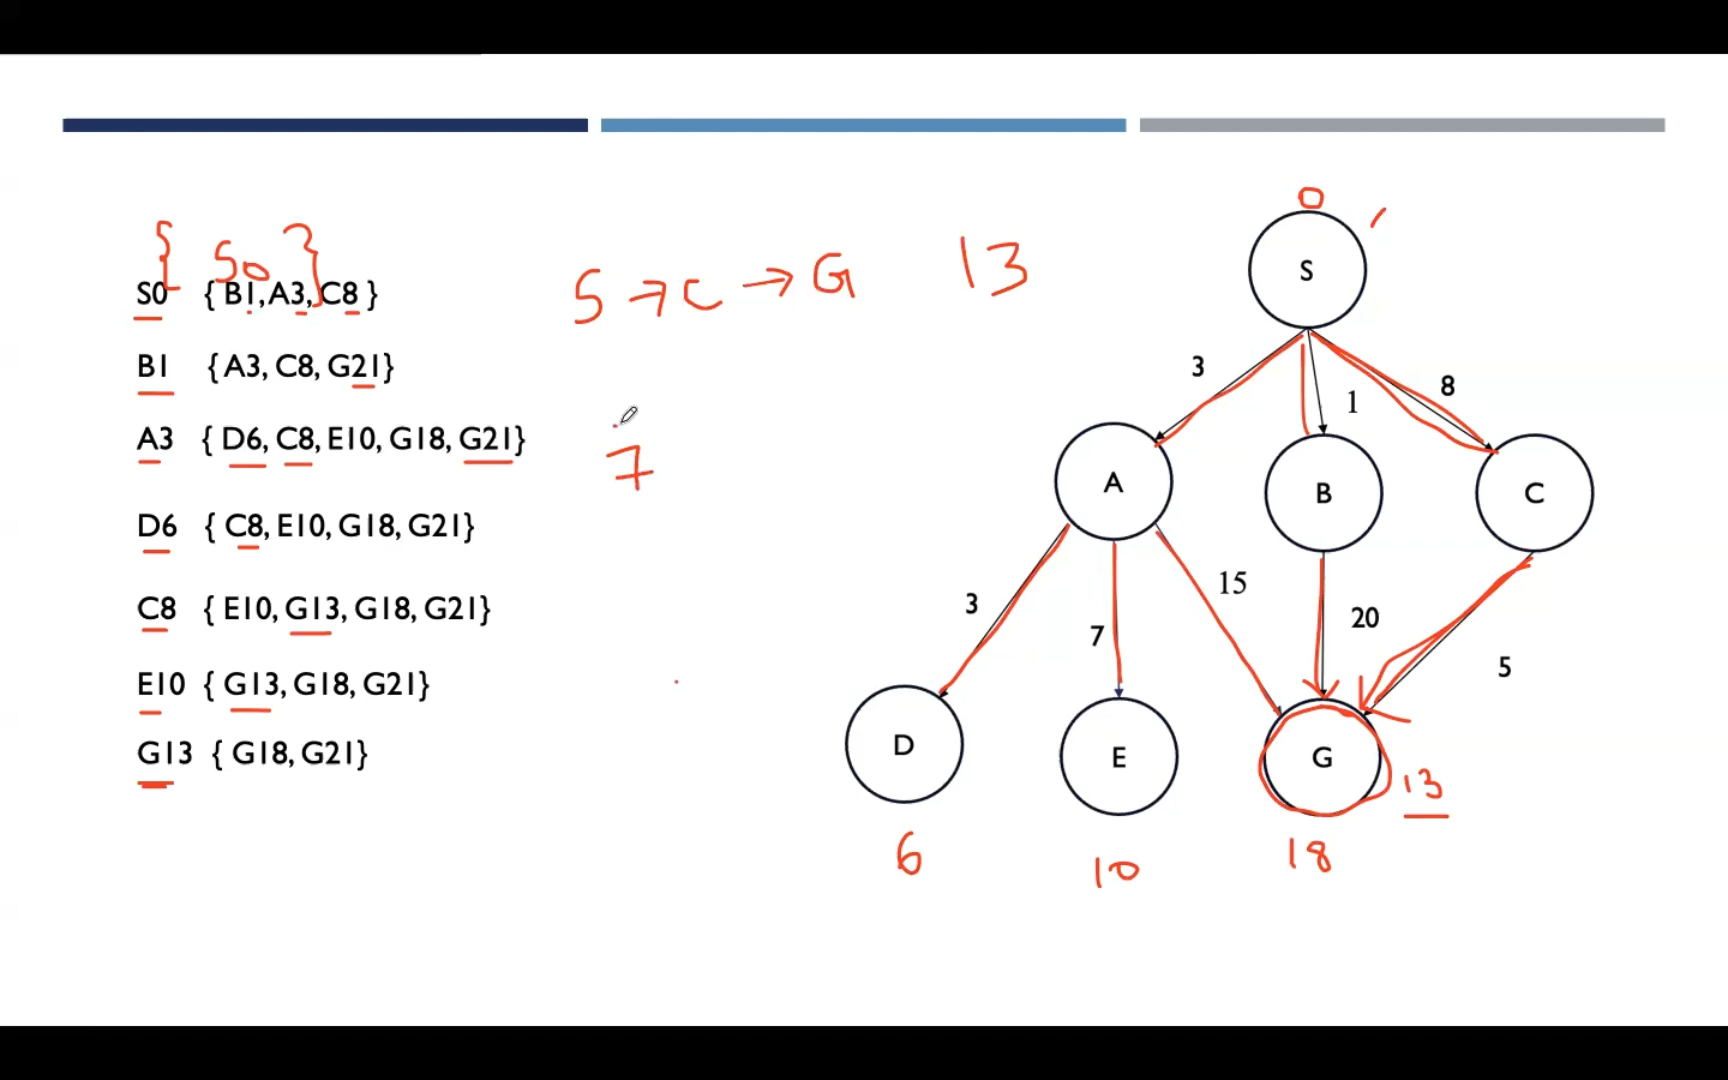 { S0 }
S0 { B1, A3, C8 }
B1 { A3, C8, G21}
A3 { D6, C8, E10, G18, G21}
D6 { C8, E10, G18, G21}
C8 { E10, G13, G18, G21}
E10 { G13, G18, G21}
G13 { G18, G21}
S → C → G 13
7
0
S
3
1
8
A
B
C
3
7
15
20
5
D
E
G
13
6
10
18